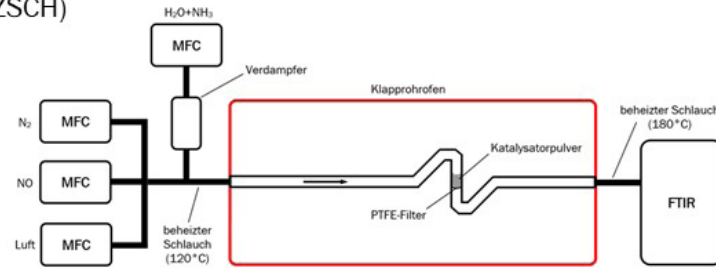 ZSCH)
H₂O+NH₃
MFC
Verdampfer
Klapprohrofen
N₂
MFC
beheizter Schlauch
(180°C)
Katalysatorpulver
NO
MFC
FTIR
PTFE-Filter
beheizter
Schlauch
(120°C)
Luft
MFC